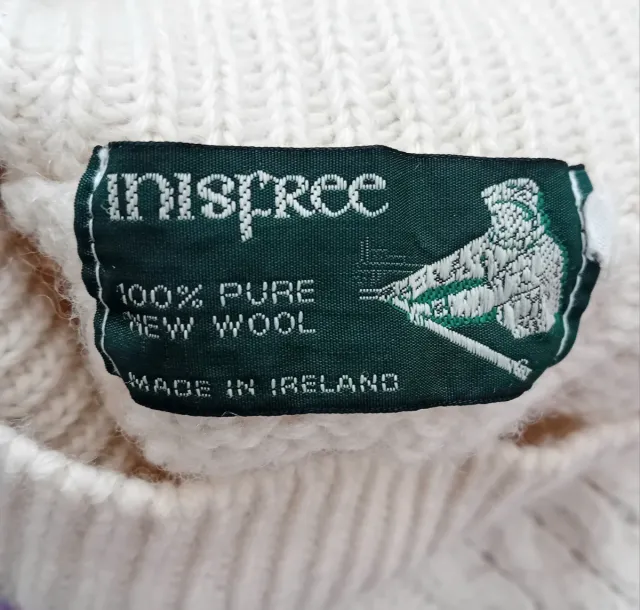 INISFREE
100% PURE
NEW WOOL
MADE IN IRELAND